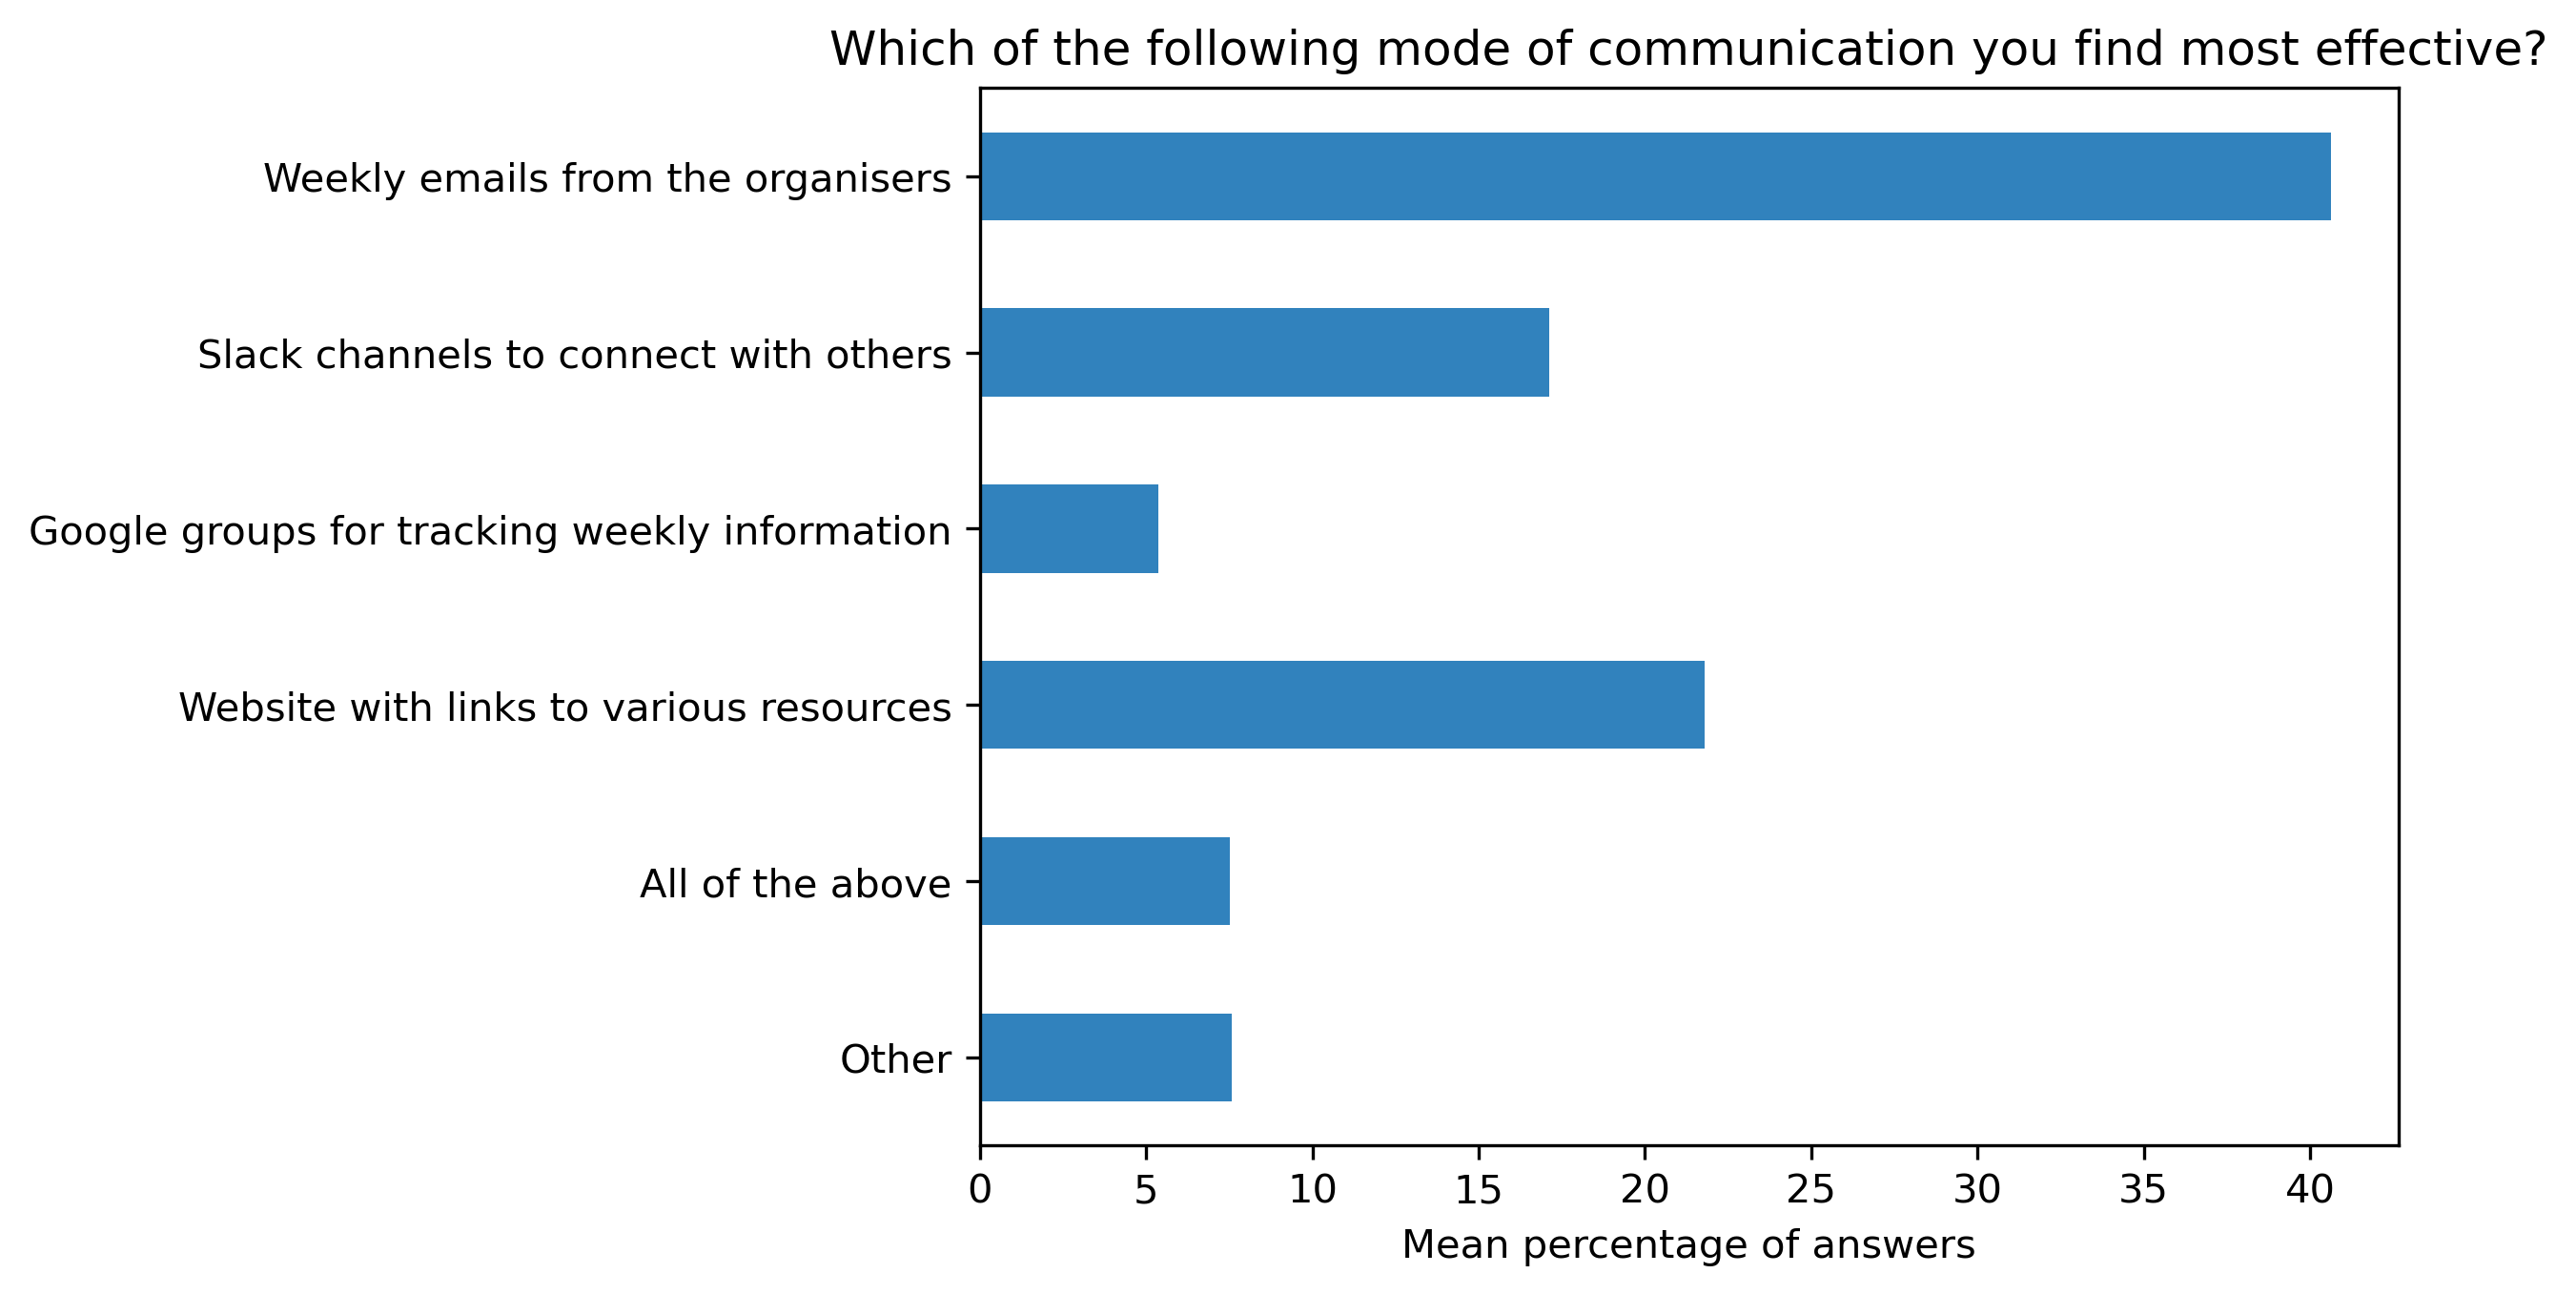 Which of the following mode of communication you find most effective?
Weekly emails from the organisers
Slack channels to connect with others
Google groups for tracking weekly information
Website with links to various resources
All of the above
Other
0 5 10 15 20 25 30 35 40
Mean percentage of answers